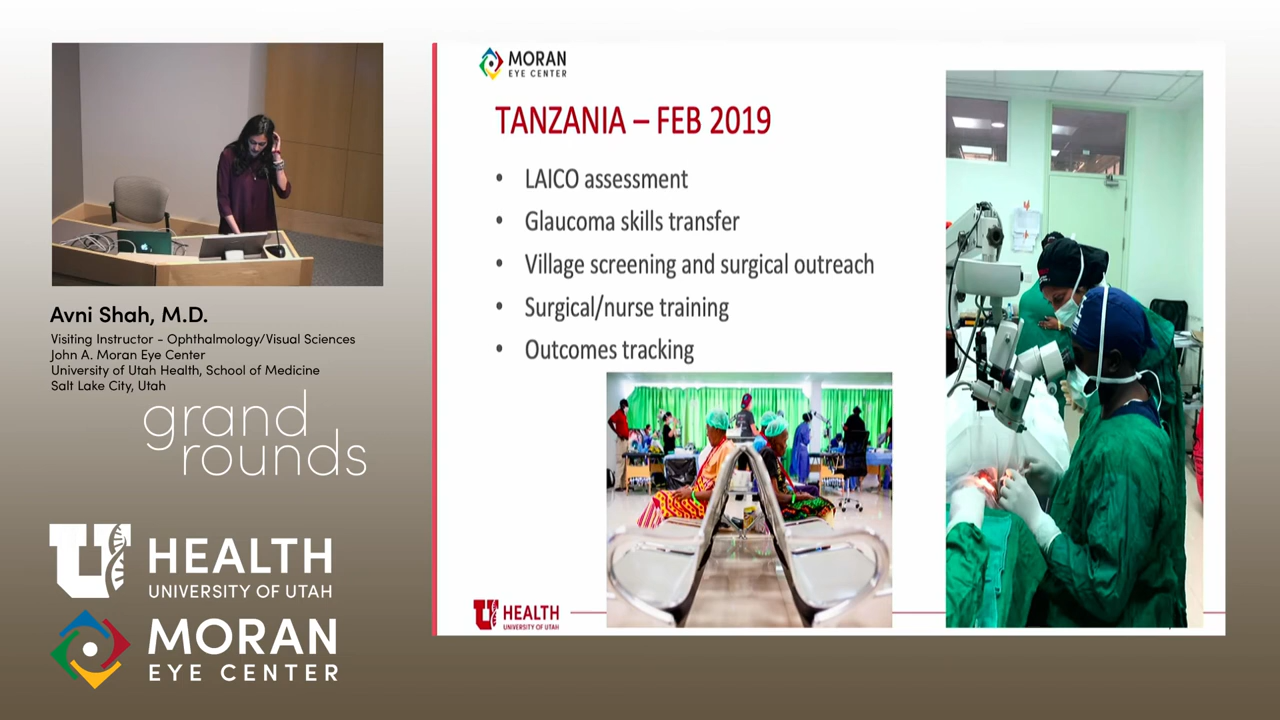 Avni Shah, M.D.
Visiting Instructor - Ophthalmology/Visual Sciences
John A. Moran Eye Center
University of Utah Health, School of Medicine
Salt Lake City, Utah
grand
rounds
U HEALTH
UNIVERSITY OF UTAH
MORAN
EYE CENTER
MORAN
EYE CENTER
TANZANIA – FEB 2019
• LAICO assessment
• Glaucoma skills transfer
• Village screening and surgical outreach
• Surgical/nurse training
• Outcomes tracking
U HEALTH
UNIVERSITY OF UTAH